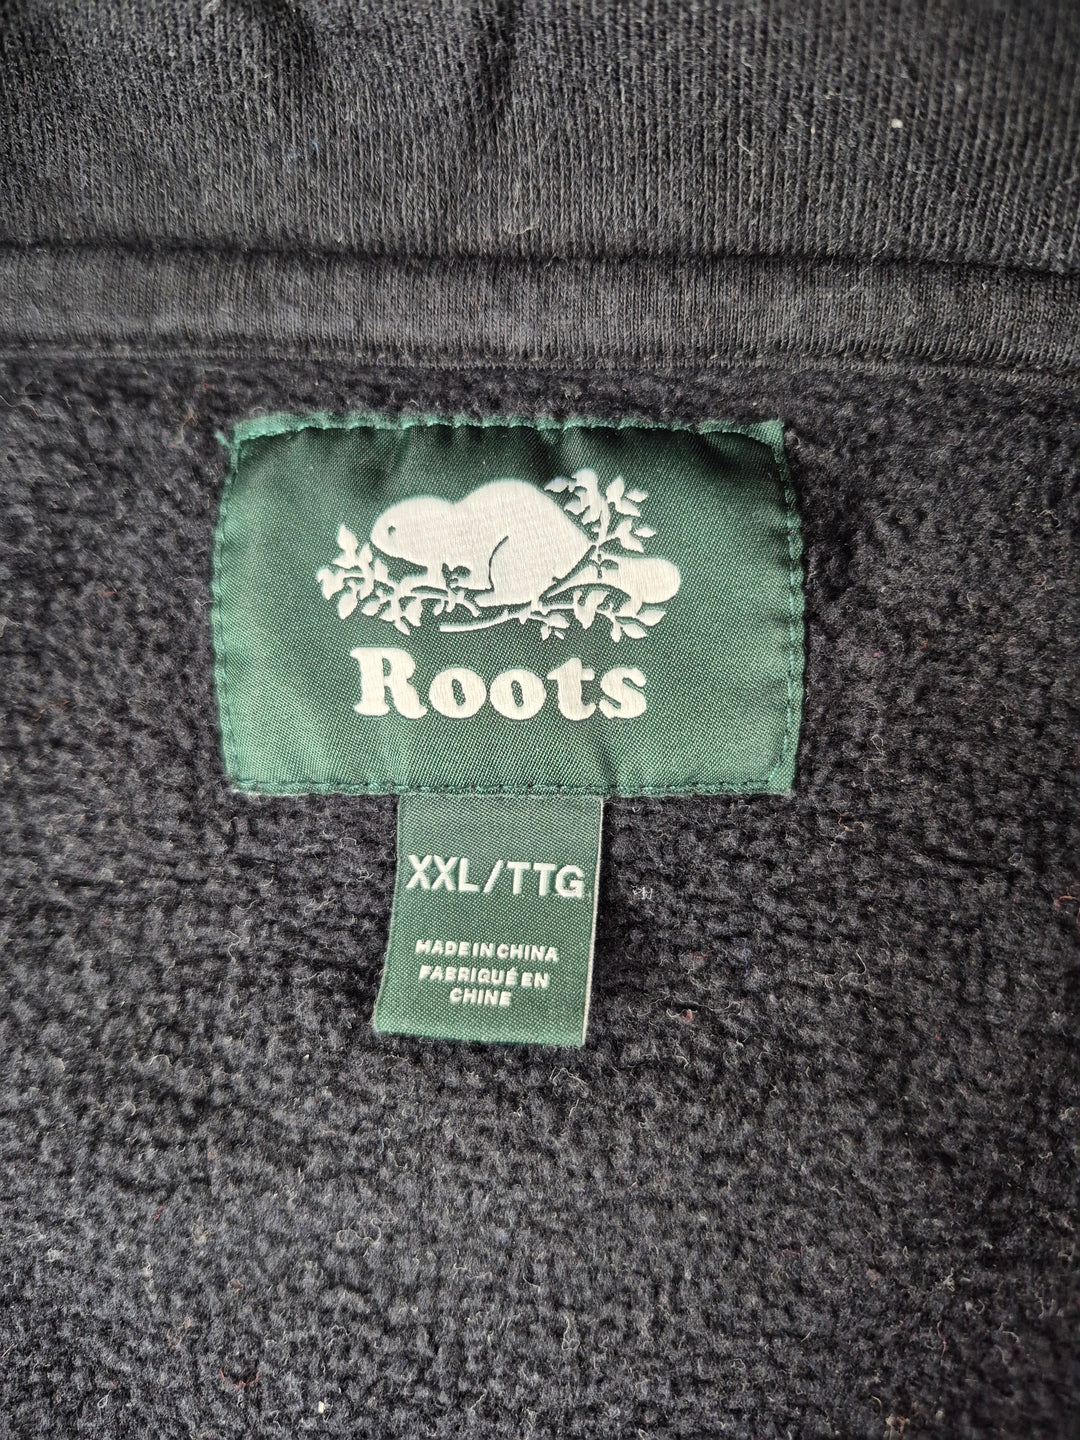 Roots
XXL/TTG
MADE IN CHINA
FABRIQUÉ EN
CHINE